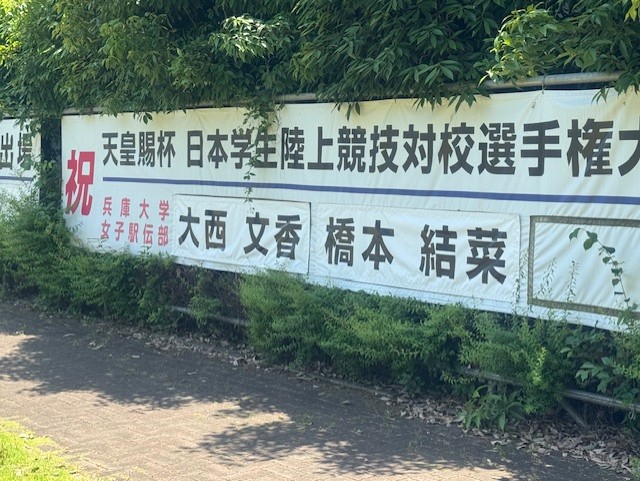 出場
祝
天皇賜杯 日本学生陸上競技対校選手権大
兵庫大学
女子駅伝部
大西 文香
橋本 結菜